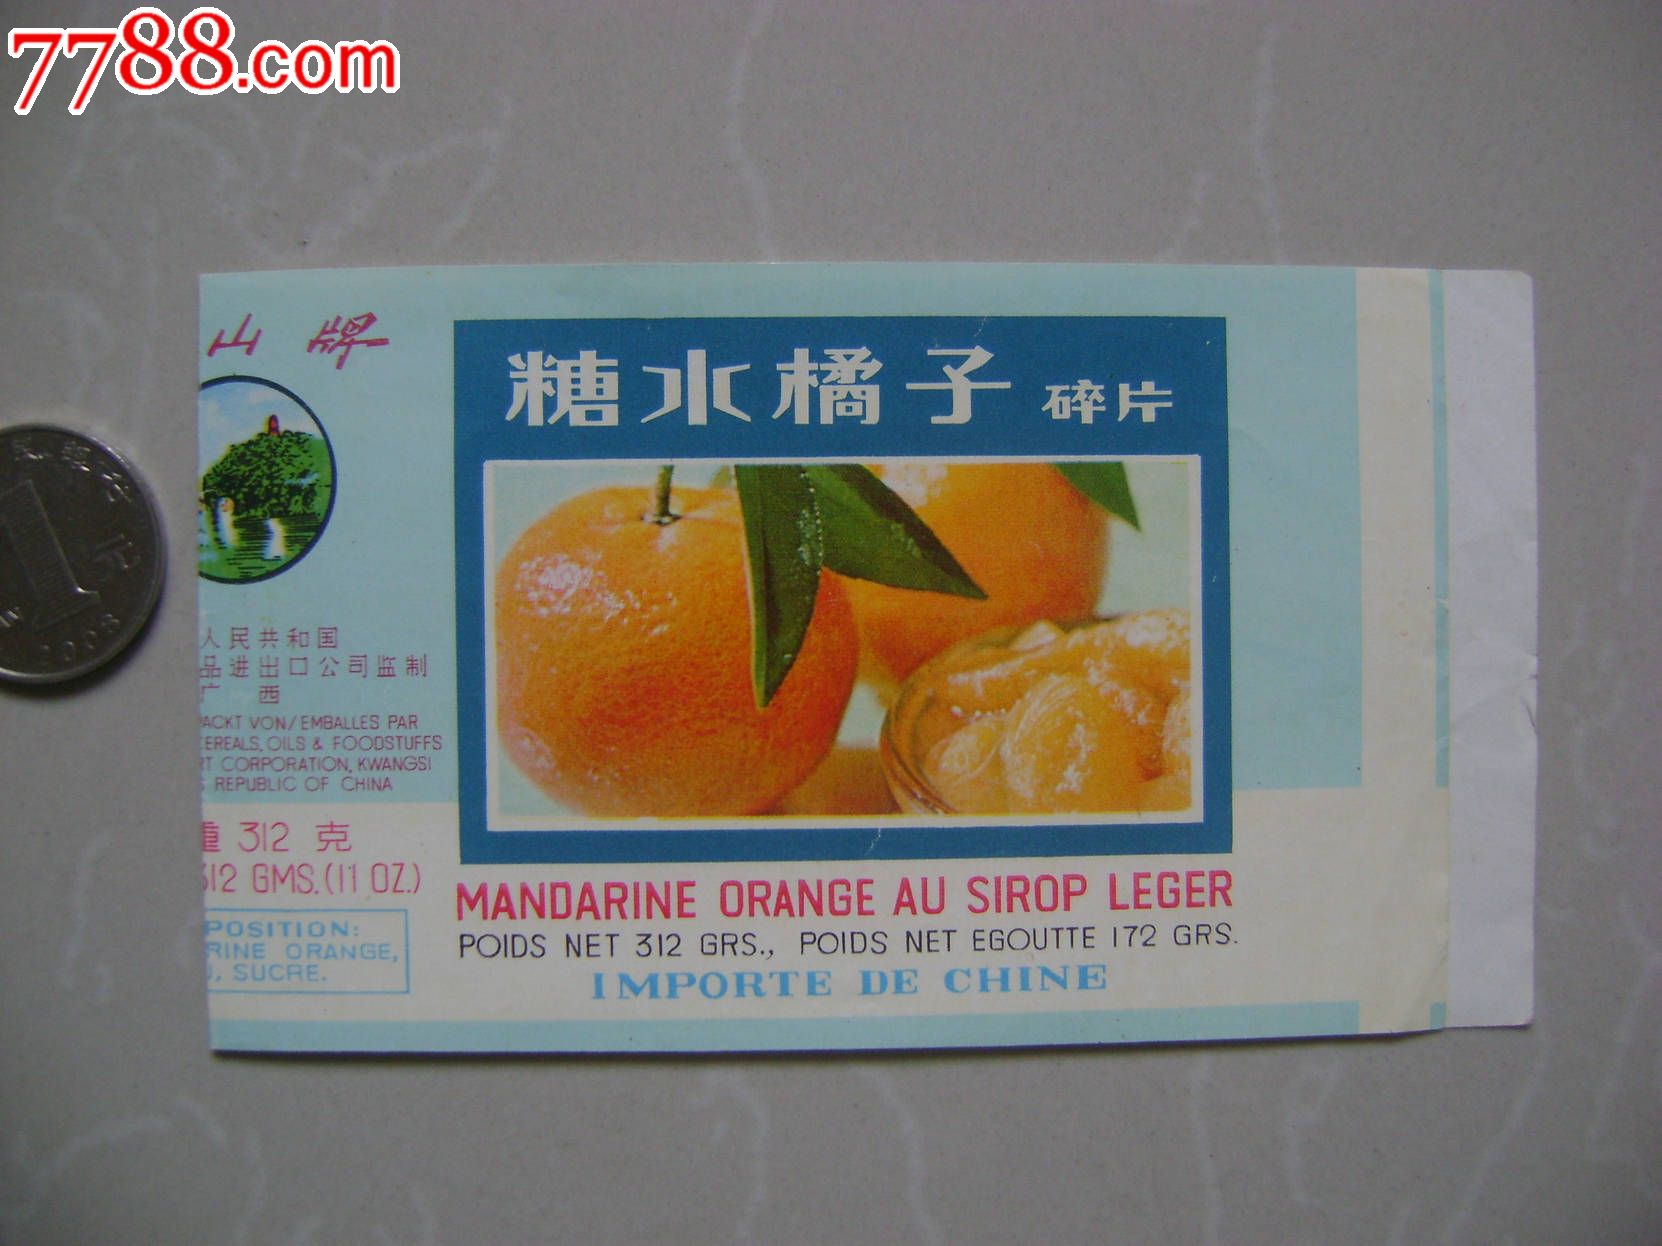 7788.com
山牌
糖水橘子 碎片
人民共和国
品进出口公司监制
广 西
PACKT VON/EMBALLES PAR
CEREALS, OILS & FOODSTUFFS
RT CORPORATION, KWANGSI
S REPUBLIC OF CHINA
重 312 克
312 GMS. (11 OZ.)
POSITION:
RINE ORANGE,
, SUCRE.
MANDARINE ORANGE AU SIROP LEGER
POIDS NET 312 GRS., POIDS NET EGOUTTE 172 GRS.
IMPORTE DE CHINE
1
元
2008